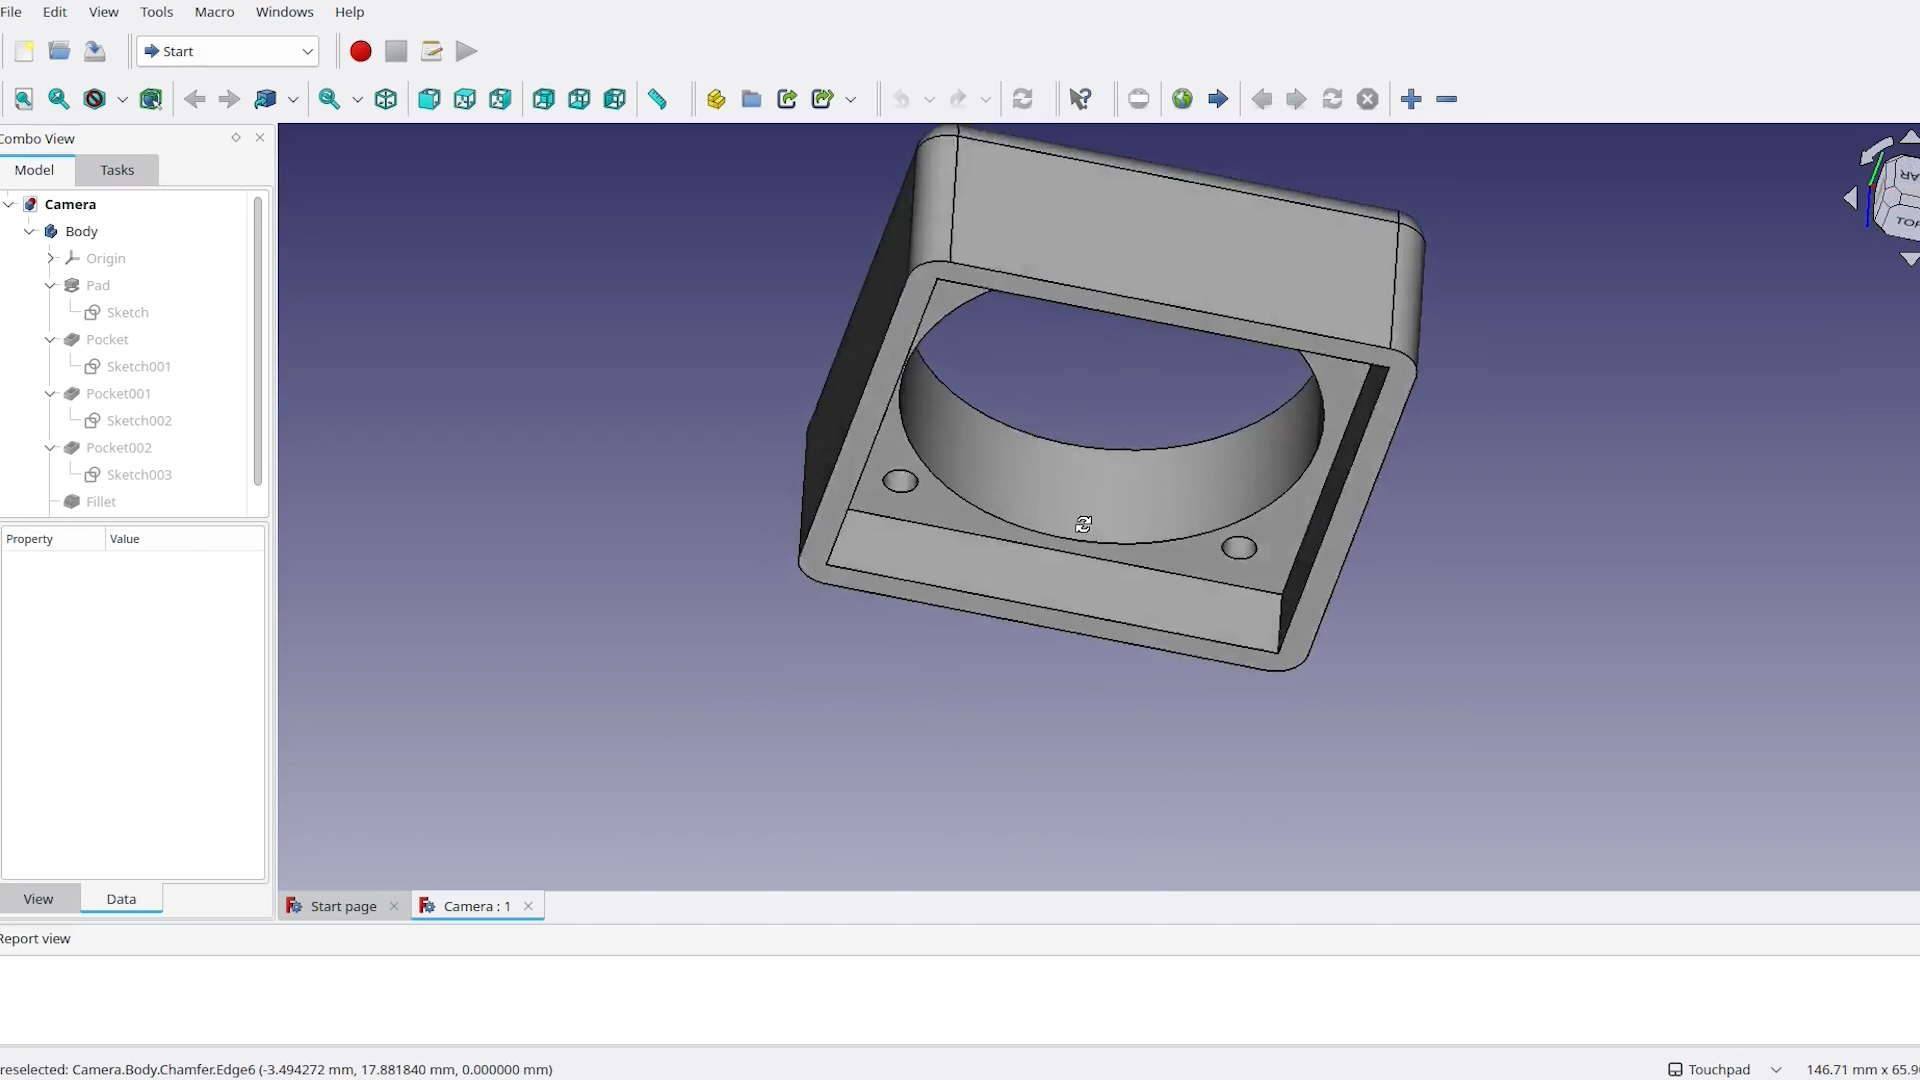 File Edit View Tools Macro Windows Help
Start
Combo View
Model Tasks
Camera
Body
Origin
Pad
Sketch
Pocket
Sketch001
Pocket001
Sketch002
Pocket002
Sketch003
Fillet
Property Value
View Data
TOP
Start page Camera : 1
Report view
reselected: Camera.Body.Chamfer.Edge6 (-3.494272 mm, 17.881840 mm, 0.000000 mm)
Touchpad 146.71 mm x 65.9